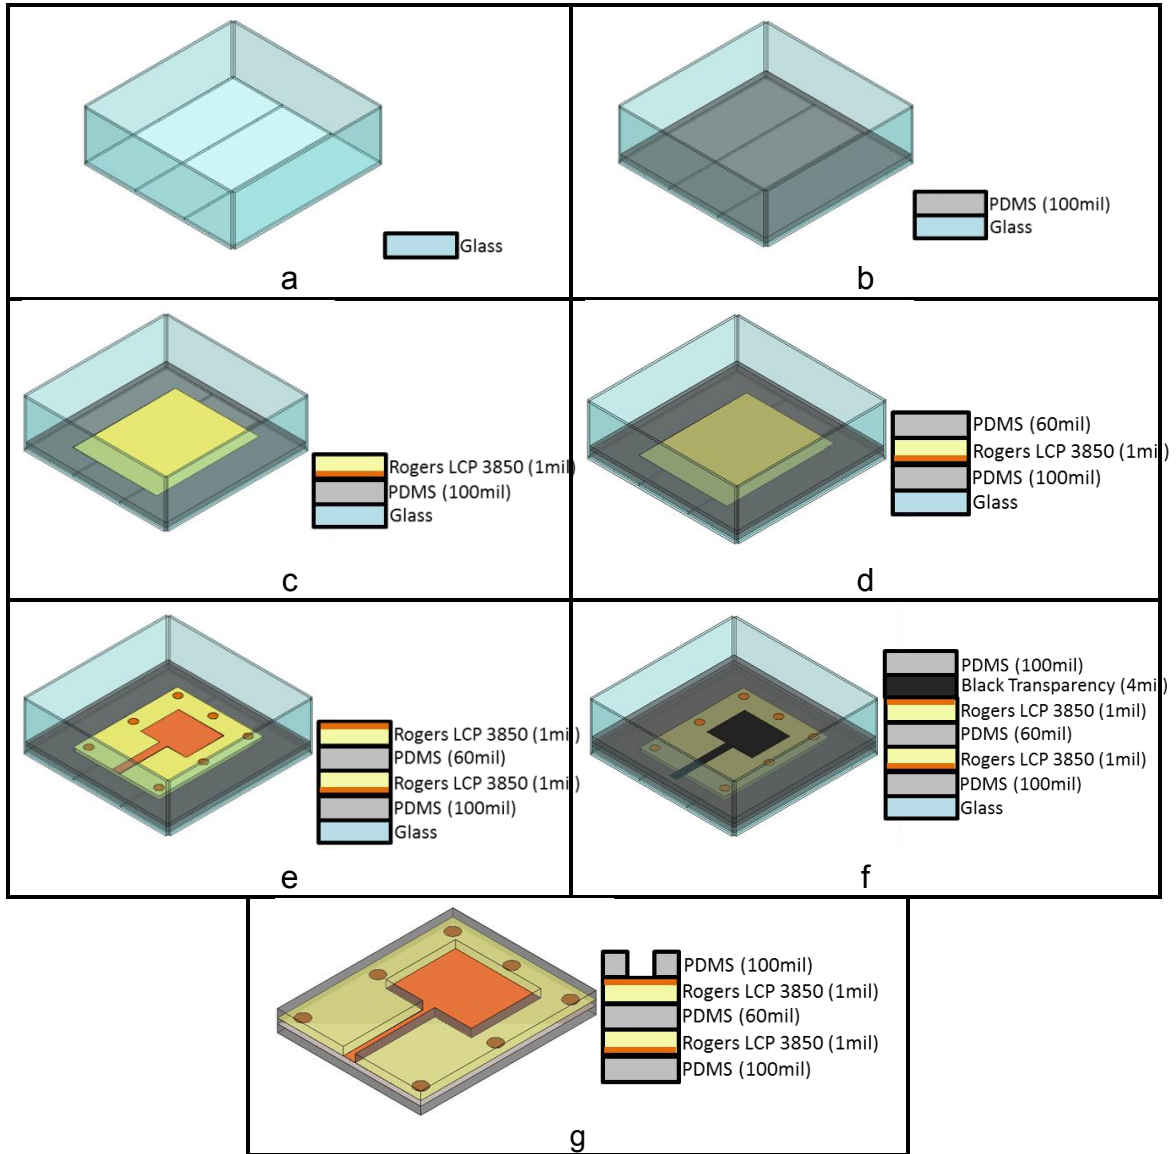 Glass
a
PDMS (100mil)
Glass
b
Rogers LCP 3850 (1mil)
PDMS (100mil)
Glass
c
PDMS (60mil)
Rogers LCP 3850 (1mil)
PDMS (100mil)
Glass
d
Rogers LCP 3850 (1mil)
PDMS (60mil)
Rogers LCP 3850 (1mil)
PDMS (100mil)
Glass
e
PDMS (100mil)
Black Transparency (4mil)
Rogers LCP 3850 (1mil)
PDMS (60mil)
Rogers LCP 3850 (1mil)
PDMS (100mil)
Glass
f
PDMS (100mil)
Rogers LCP 3850 (1mil)
PDMS (60mil)
Rogers LCP 3850 (1mil)
PDMS (100mil)
g